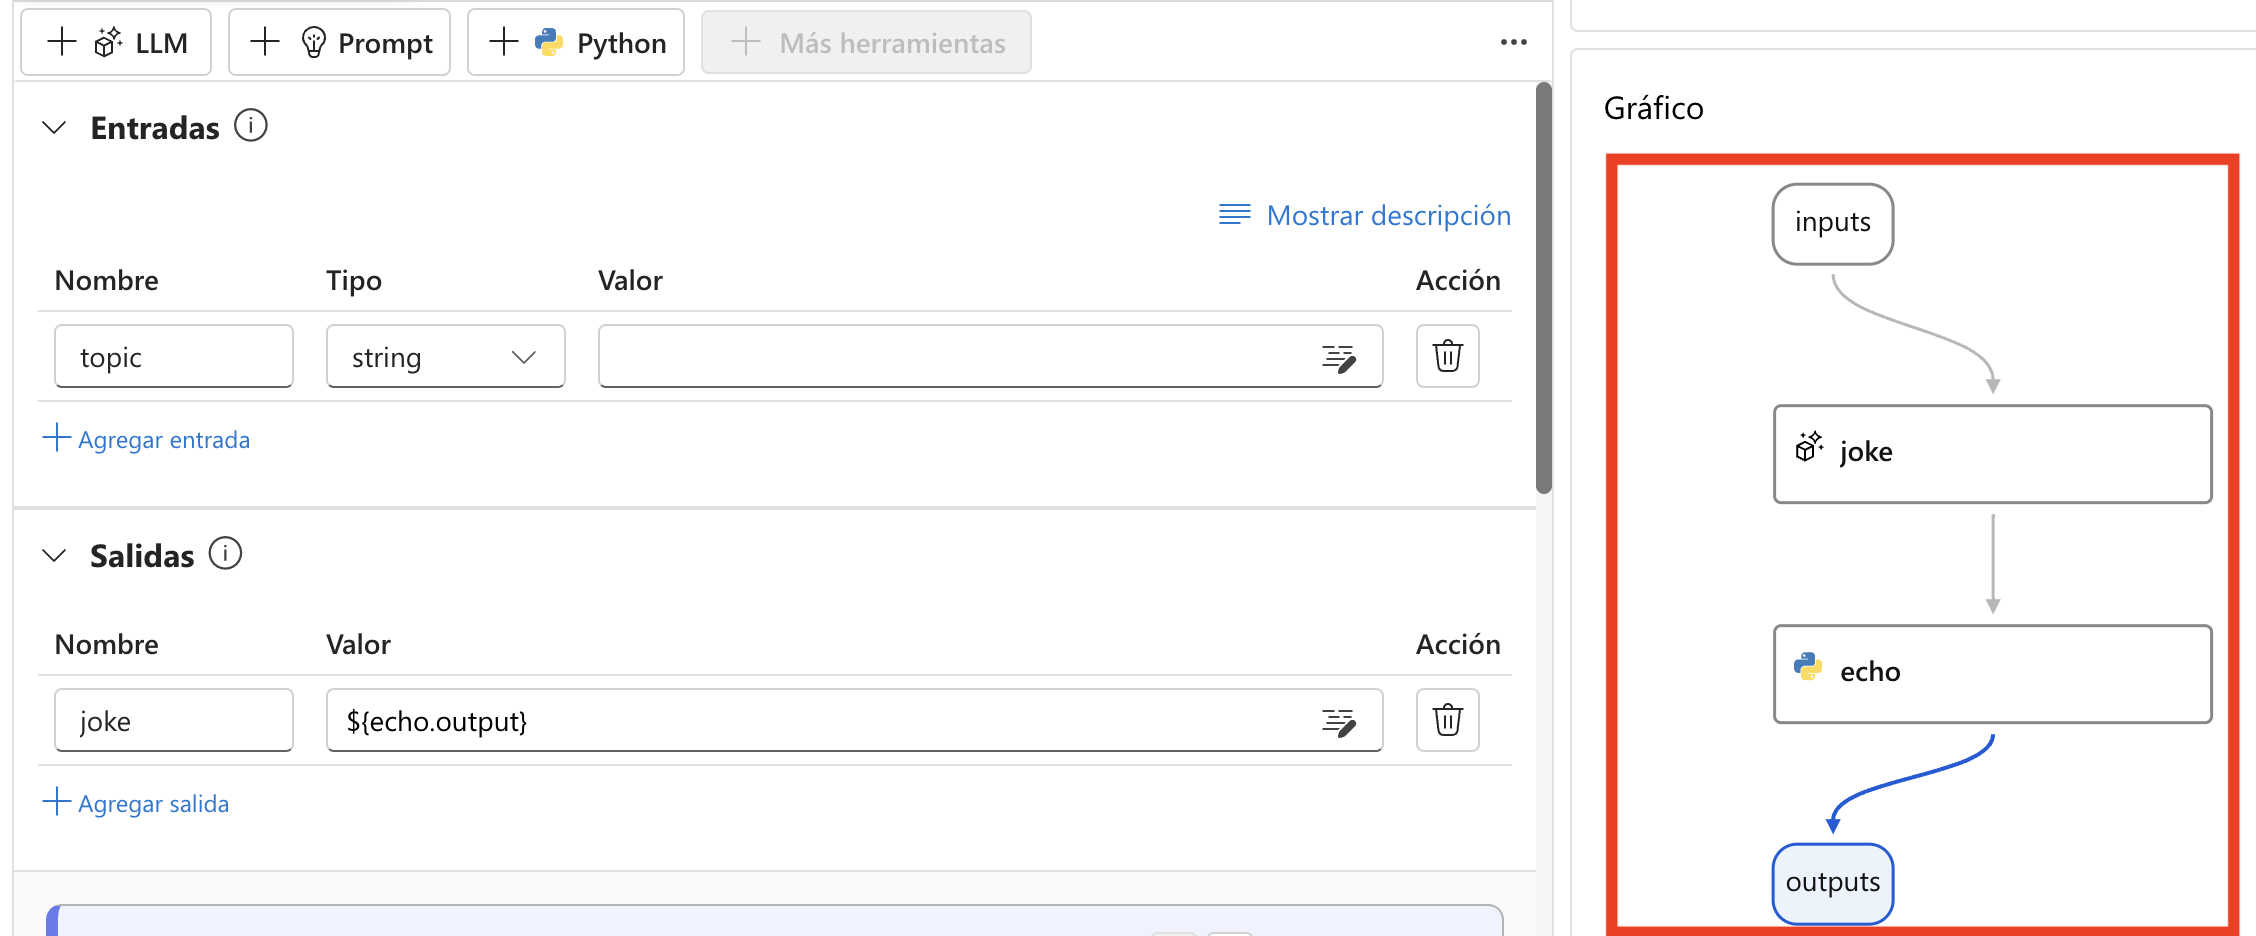 LLM
Prompt
Python
Más herramientas
Entradas
Mostrar descripción
Nombre Tipo Valor Acción
topic string
Agregar entrada
Salidas
Nombre Valor Acción
joke ${echo.output}
Agregar salida
Gráfico
inputs
joke
echo
outputs